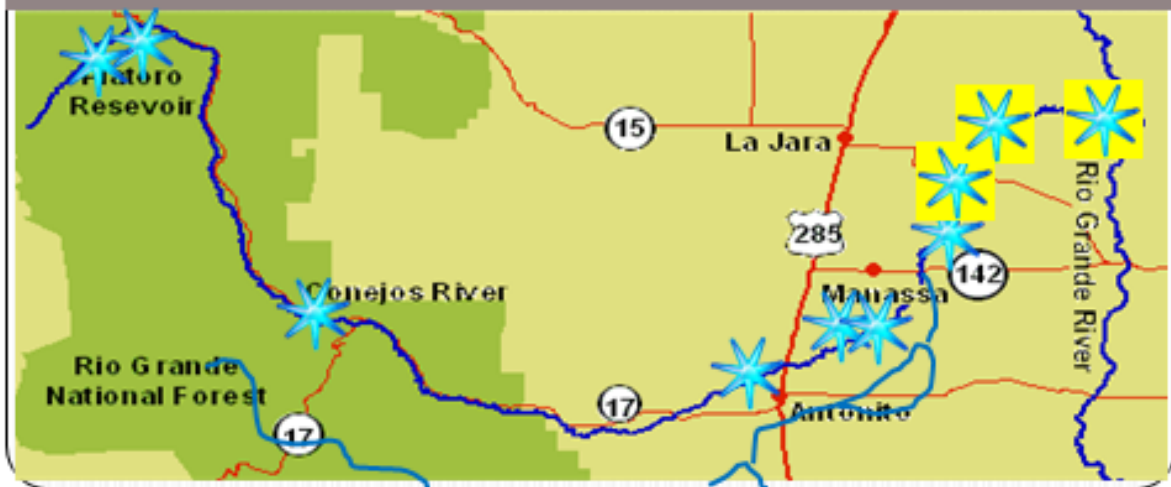 Platoro
Resevoir
15
La Jara
285
Rio Grande River
142
Manassa
Conejos River
Rio Grande
National Forest
17
17
Antonito